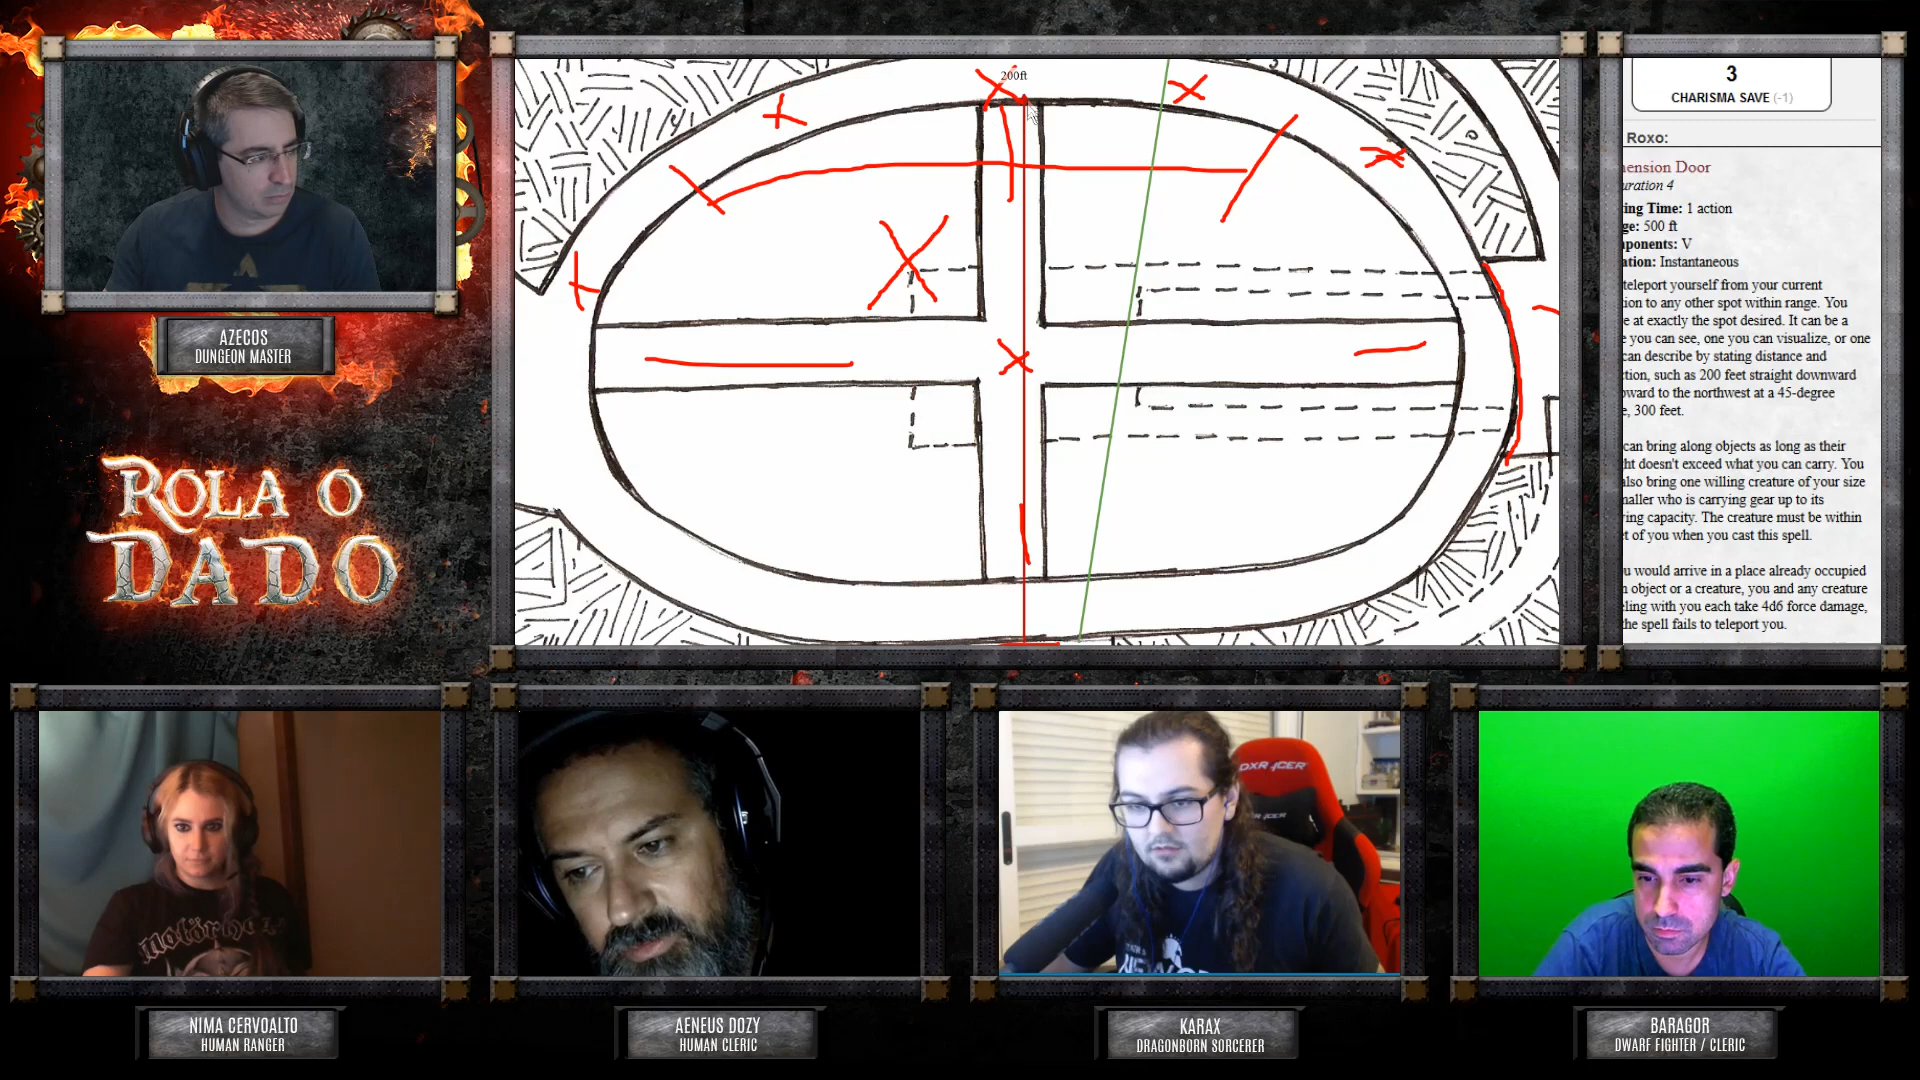 AZECOS
DUNGEON MASTER
ROLA O
DADO
200ft
3
CHARISMA SAVE (-1)
Roxo:
ension Door
uration 4
ing Time: 1 action
ge: 500 ft
ponents: V
ation: Instantaneous
teleport yourself from your current
ion to any other spot within range. You
e at exactly the spot desired. It can be a
e you can see, one you can visualize, or one
can describe by stating distance and
ction, such as 200 feet straight downward
ward to the northwest at a 45-degree
e, 300 feet.
can bring along objects as long as their
ht doesn't exceed what you can carry. You
also bring one willing creature of your size
maller who is carrying gear up to its
ying capacity. The creature must be within
t of you when you cast this spell.
u would arrive in a place already occupied
n object or a creature, you and any creature
eling with you each take 4d6 force damage,
the spell fails to teleport you.
Motörhead
DXRACER
NIMA CERVOALTO
HUMAN RANGER
AENEUS DOZY
HUMAN CLERIC
KARAX
DRAGONBORN SORCERER
BARAGOR
DWARF FIGHTER / CLERIC